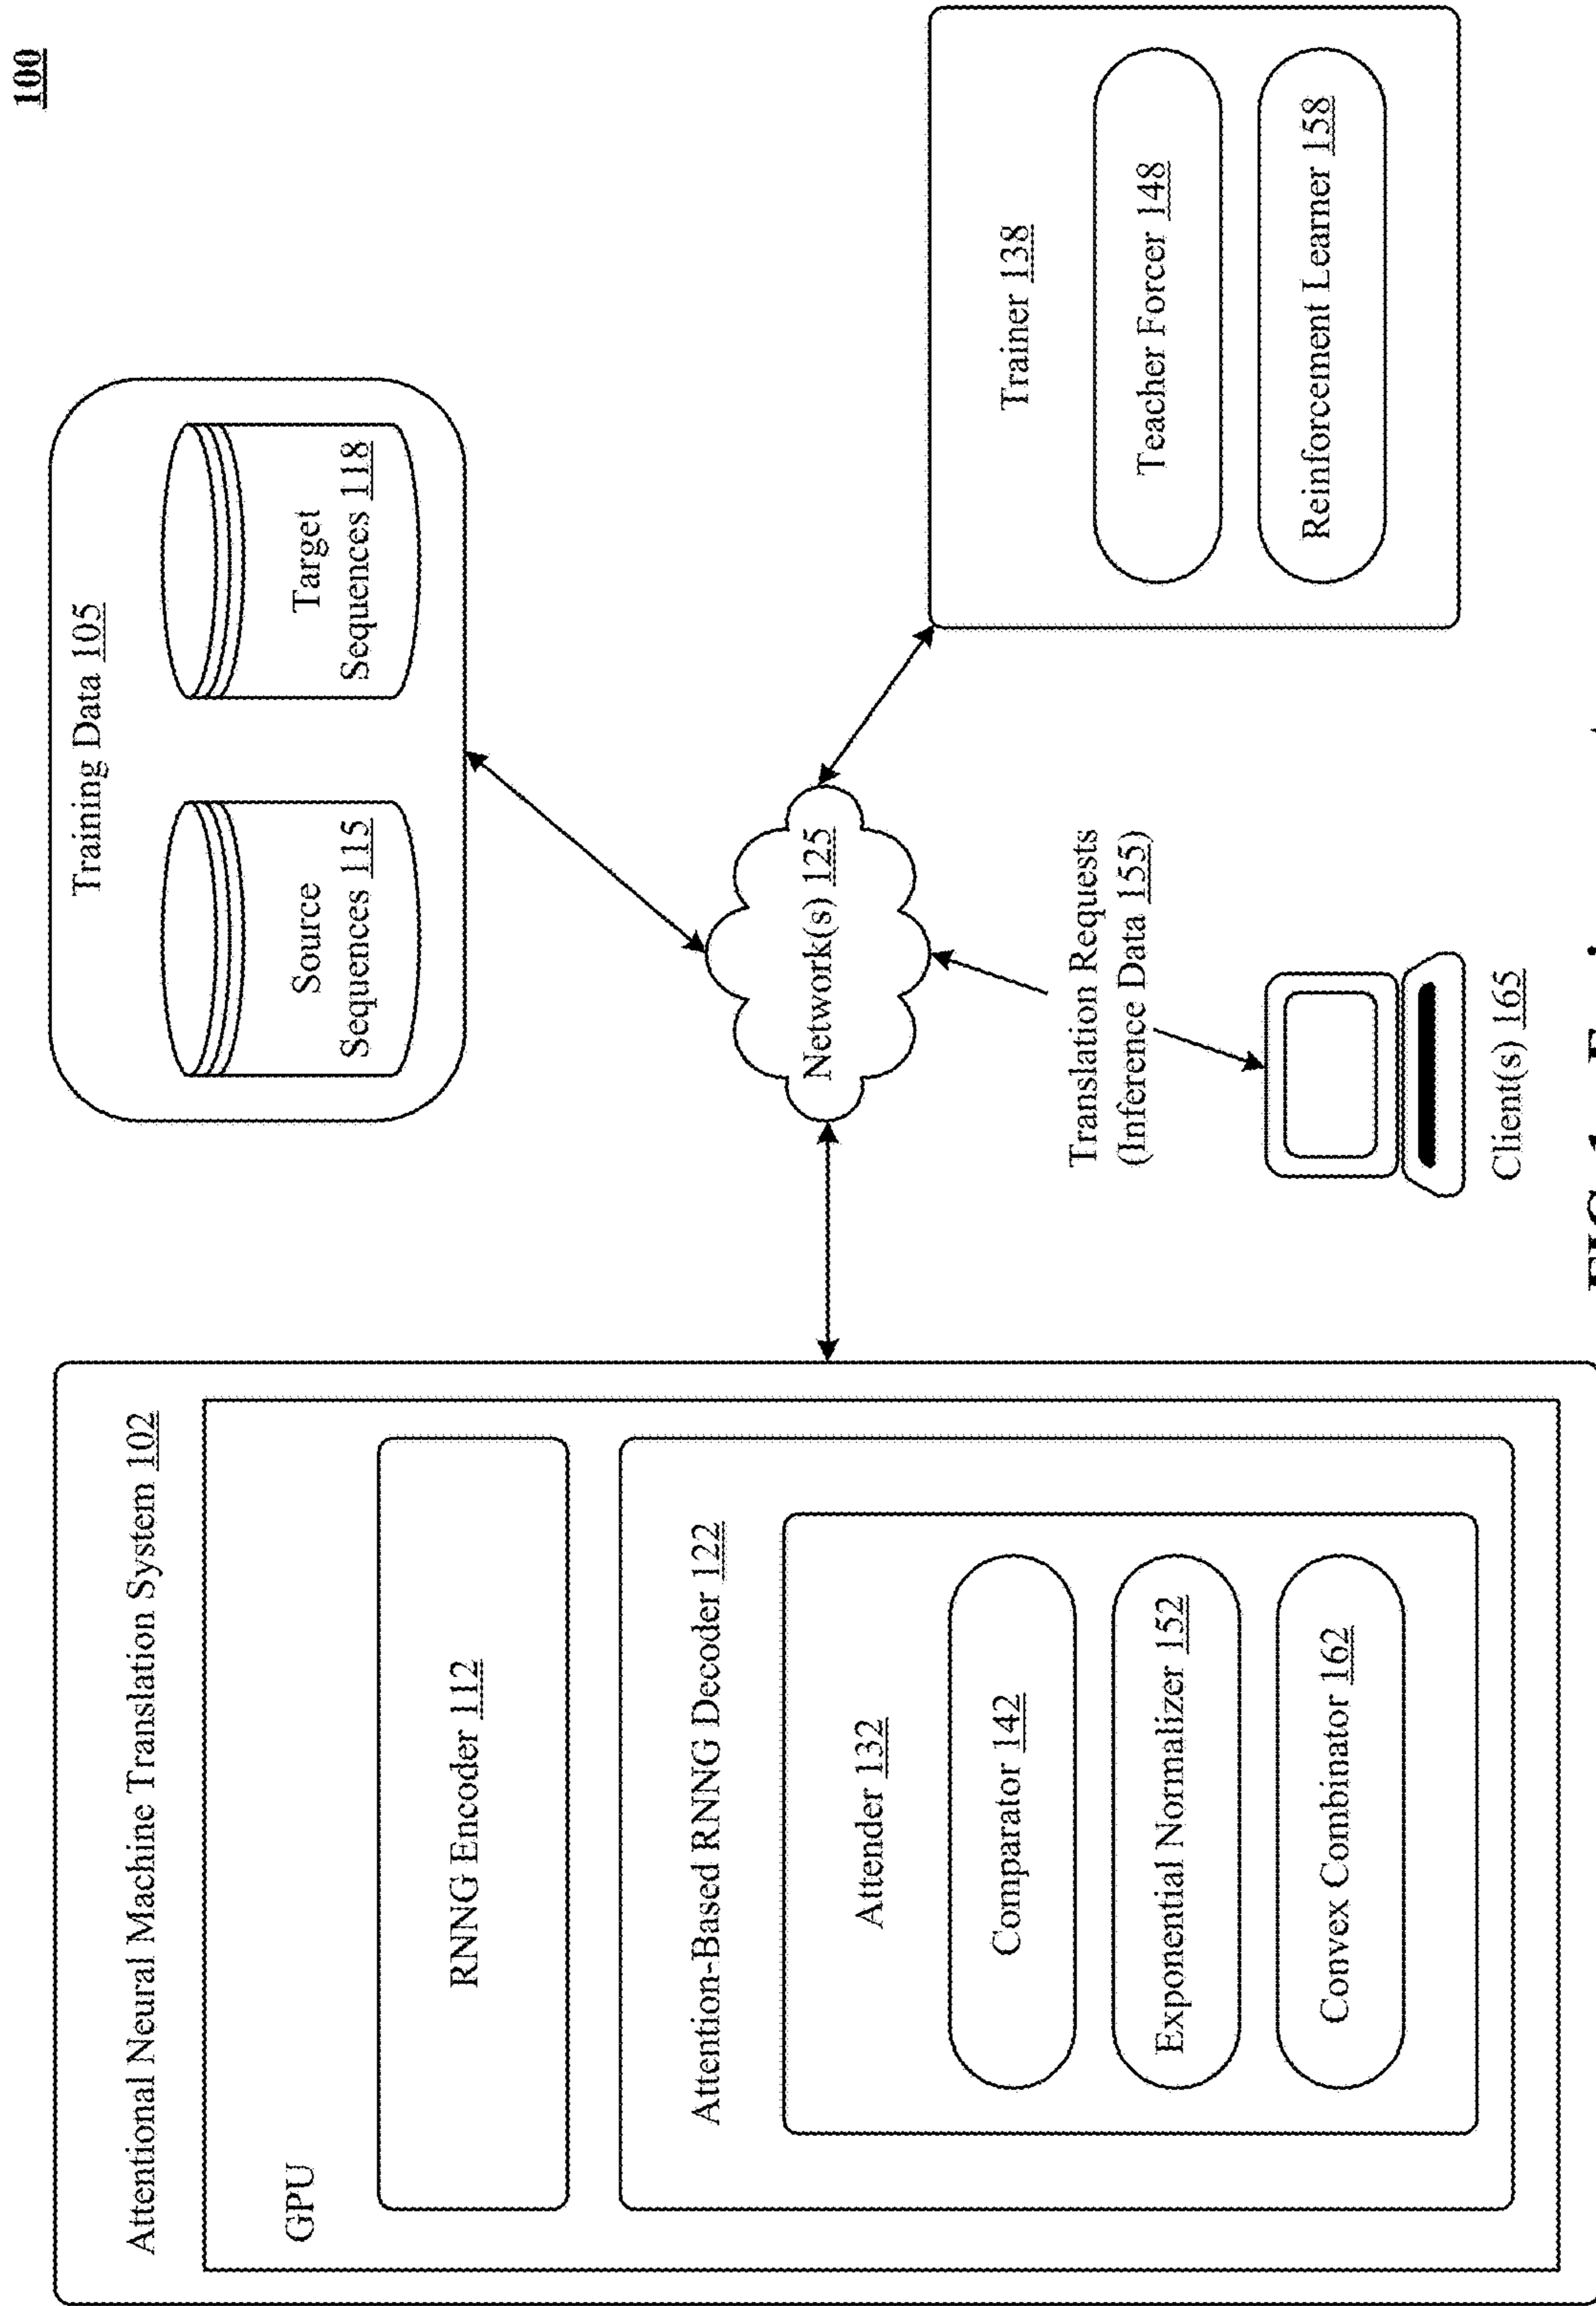 100
Attentional Neural Machine Translation System 102
GPU
RNNG Encoder 112
Attention-Based RNNG Decoder 122
Attender 132
Comparator 142
Exponential Normalizer 152
Convex Combinator 162
Training Data 105
Source
Sequences 115
Target
Sequences 118
Network(s) 125
Translation Requests
(Inference Data 155)
Client(s) 165
Trainer 138
Teacher Forcer 148
Reinforcement Learner 158